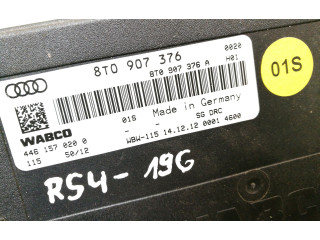 8T0 907 376
8T0 907 376 A
0020
H01
01S
01S
Made in Germany
WABCO
446 157 020 0
115 50/12
- -
SG DRC
WBW-115 14.12.12 0001 4600
RS4-19G